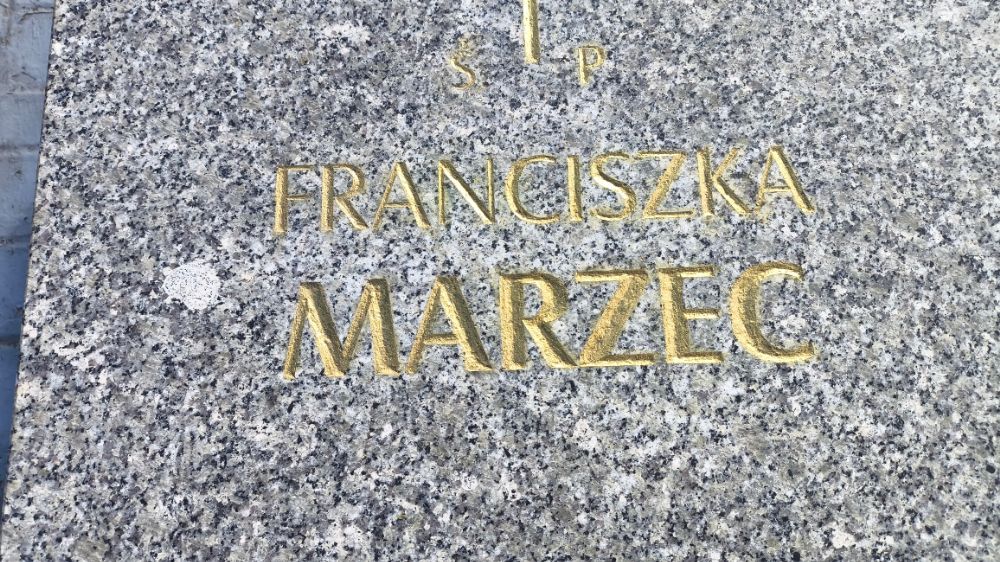 Ś. P
FRANCISZKA
MARZEC